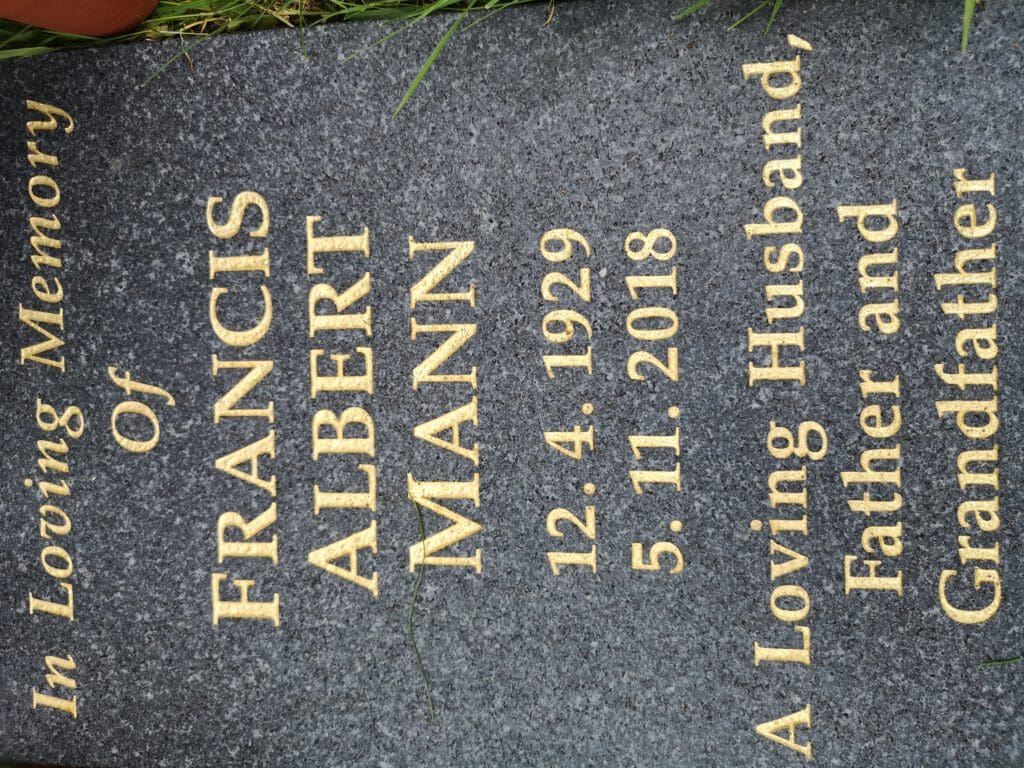 In Loving Memory
Of
FRANCIS
ALBERT
MANN
12. 4. 1929
5. 11. 2018
A Loving Husband,
Father and
Grandfather